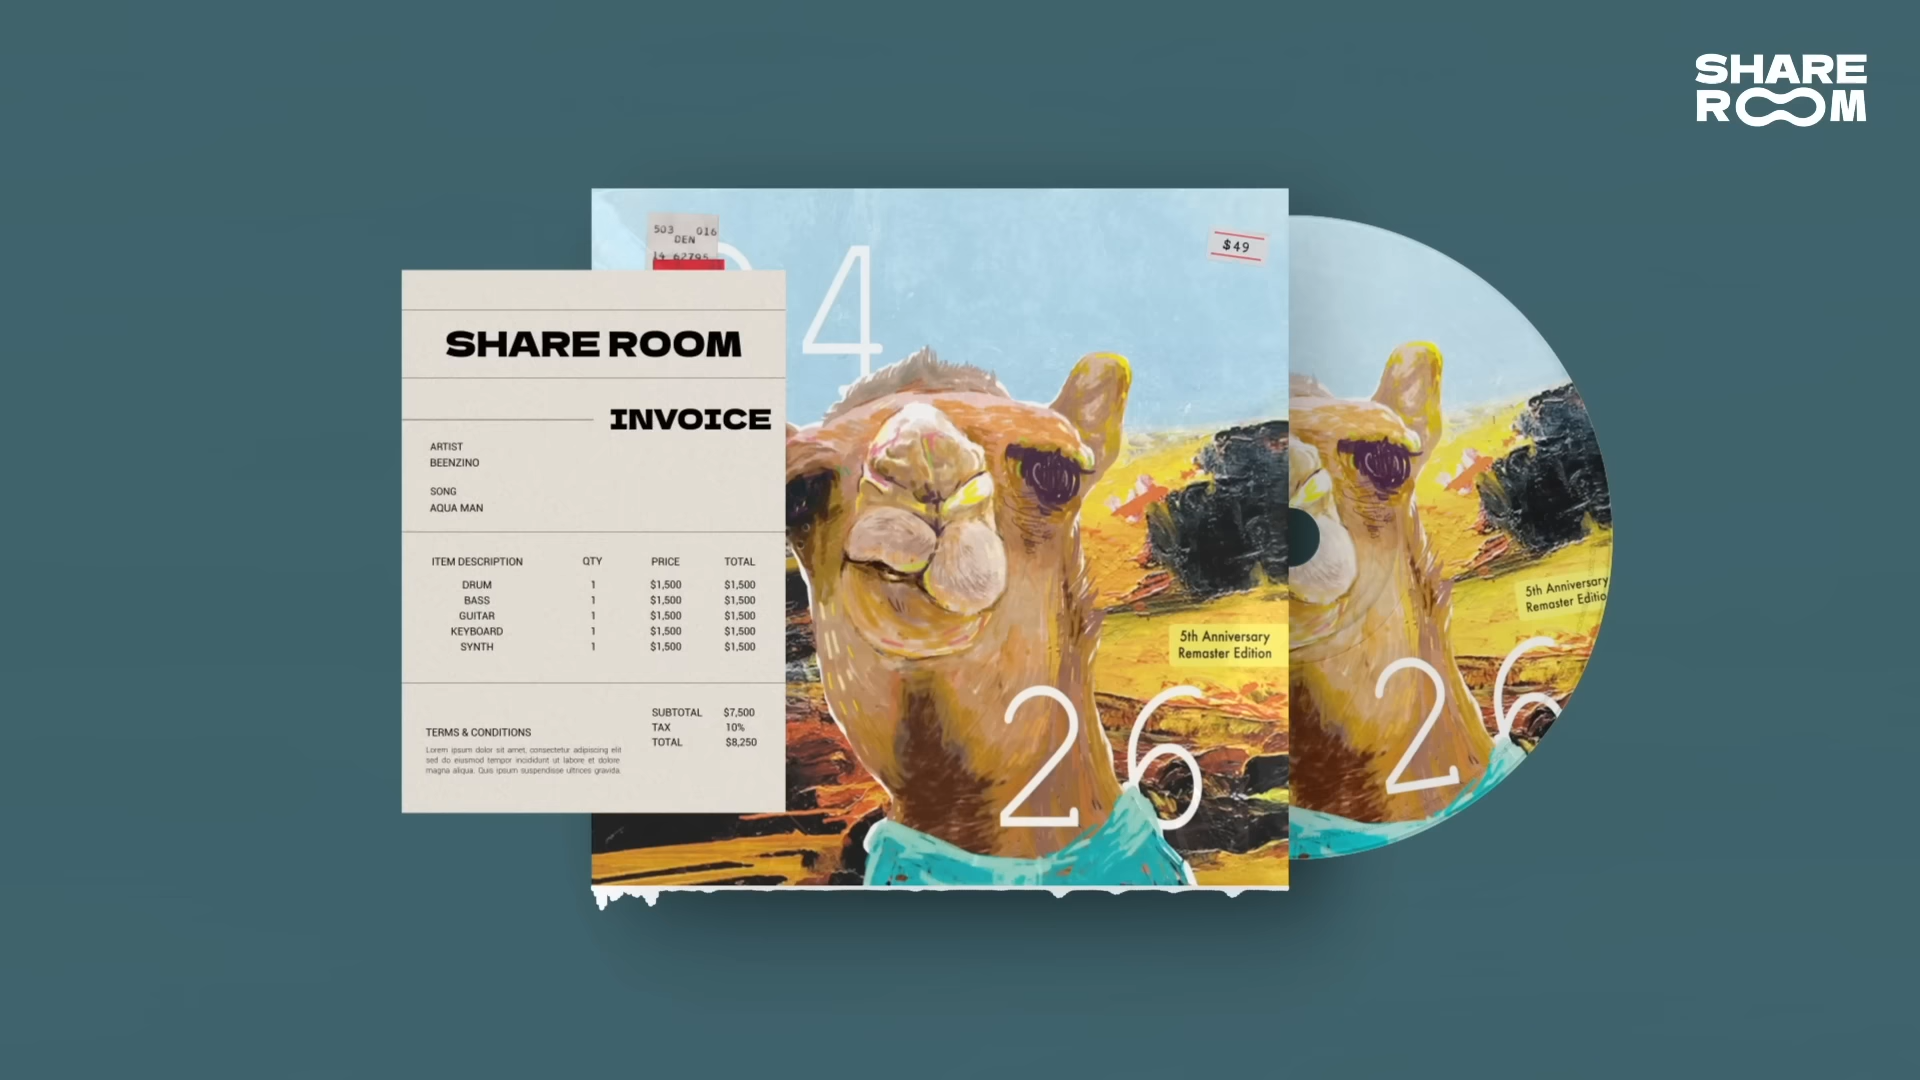 SHARE
ROOM
503 016
DEN
14 62795
$49
4
SHARE ROOM
INVOICE
ARTIST
BEENZINO
SONG
AQUA MAN
ITEM DESCRIPTION QTY PRICE TOTAL
DRUM 1 $1,500 $1,500
BASS 1 $1,500 $1,500
GUITAR 1 $1,500 $1,500
KEYBOARD 1 $1,500 $1,500
SYNTH 1 $1,500 $1,500
SUBTOTAL $7,500
TAX 10%
TOTAL $8,250
TERMS & CONDITIONS
Lorem ipsum dolor sit amet, consectetur adipiscing elit
sed do eiusmod tempor incididunt ut labore et dolore
magna aliqua. Quis ipsum suspendisse ultrices gravida.
5th Anniversary
Remaster Edition
26
5th Anniversary
Remaster Editio
26